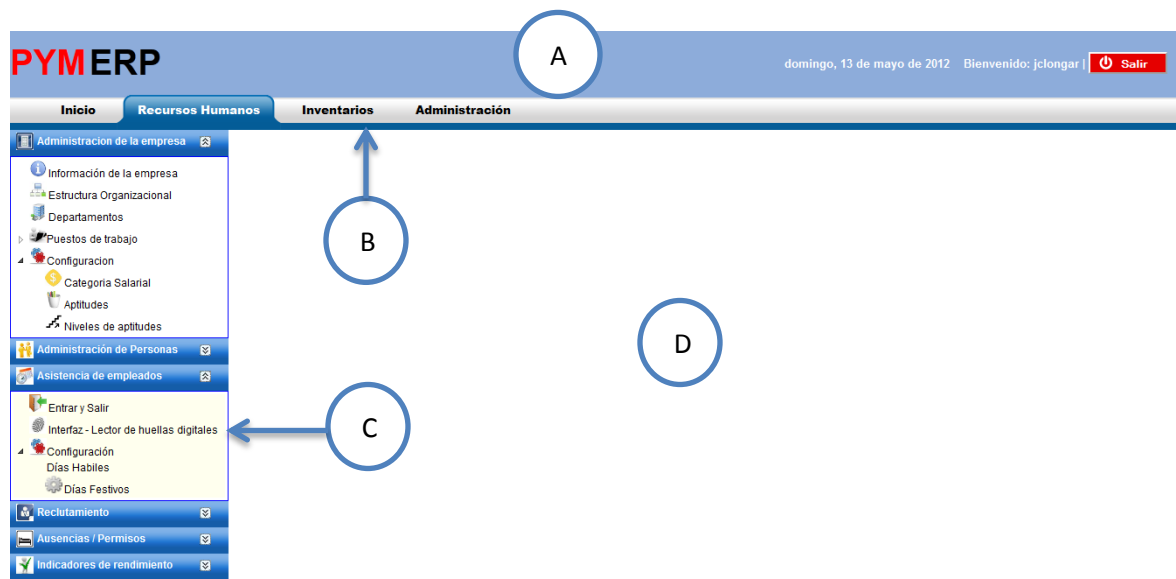 A
PYMERP
domingo, 13 de mayo de 2012 Bienvenido: jclongar | Salir
Inicio Recursos Humanos Inventarios Administración
Administracion de la empresa
Información de la empresa
Estructura Organizacional
Departamentos
Puestos de trabajo
B
Configuracion
Categoria Salarial
Aptitudes
Niveles de aptitudes
D
Administración de Personas
Asistencia de empleados
Entrar y Salir
Interfaz - Lector de huellas digitales
C
Configuración
Días Habiles
Días Festivos
Reclutamiento
Ausencias / Permisos
Indicadores de rendimiento